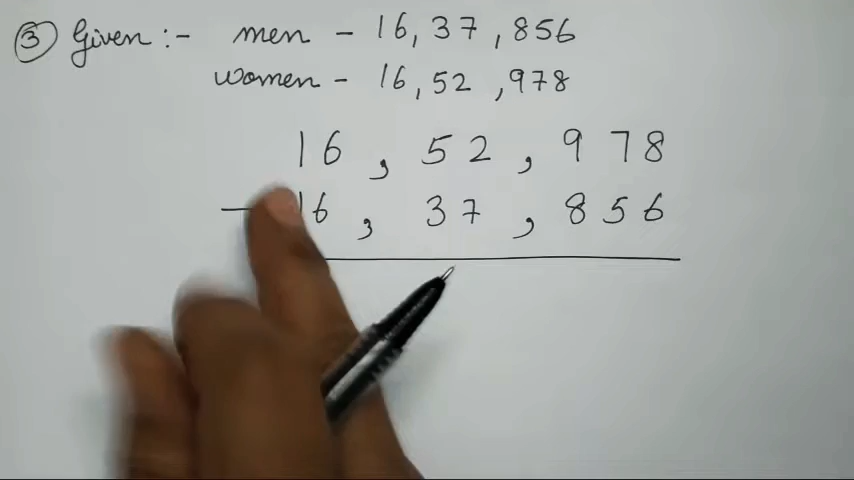 ③ Given :- men - 16,37,856
women - 16,52,978
16,52,978
- 16,37,856